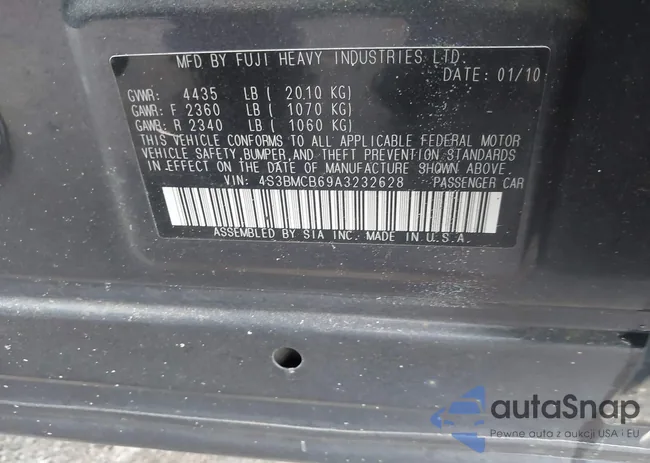 MFD BY FUJI HEAVY INDUSTRIES LTD.
DATE: 01/10
GVWR: 4435 LB ( 2010 KG)
GAWR: F 2360 LB ( 1070 KG)
GAWR: R 2340 LB ( 1060 KG)
THIS VEHICLE CONFORMS TO ALL APPLICABLE FEDERAL MOTOR
VEHICLE SAFETY, BUMPER, AND THEFT PREVENTION STANDARDS
IN EFFECT ON THE DATE OF MANUFACTURE SHOWN ABOVE.
VIN: 4S3BMCB69A3232628 PASSENGER CAR
ASSEMBLED BY SIA INC. MADE IN U.S.A.
autaSnap
Pewne auta z aukcji USA i EU